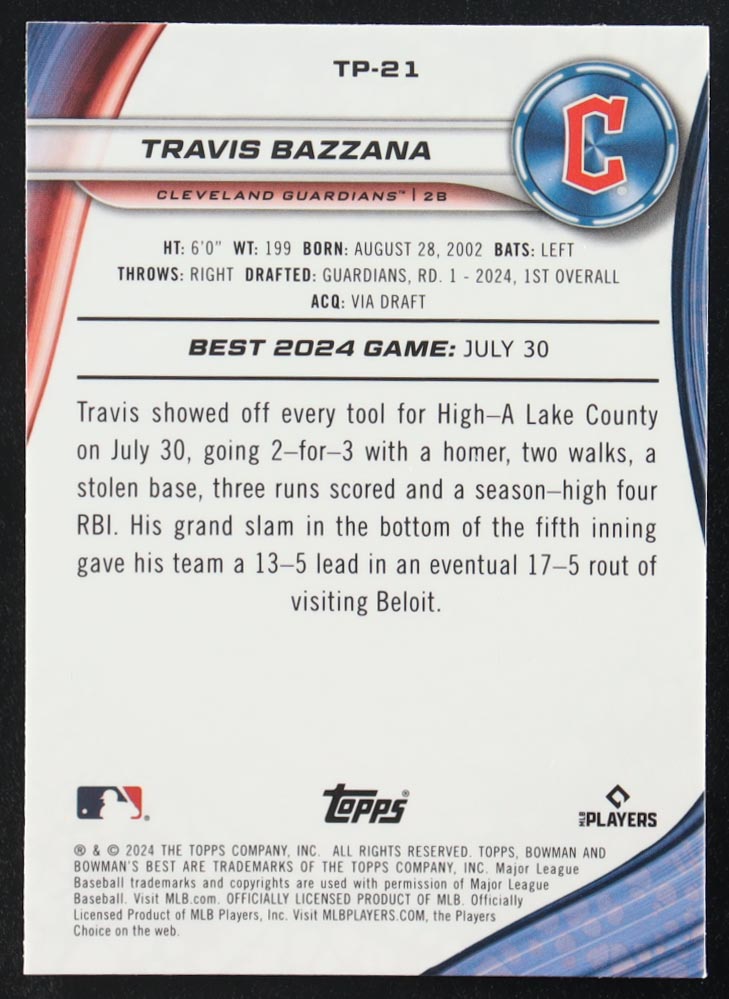 TP-21
C
TRAVIS BAZZANA
CLEVELAND GUARDIANS™ | 2B
HT: 6'0" WT: 199 BORN: AUGUST 28, 2002 BATS: LEFT
THROWS: RIGHT DRAFTED: GUARDIANS, RD. 1 - 2024, 1ST OVERALL
ACQ: VIA DRAFT
BEST 2024 GAME: JULY 30
Travis showed off every tool for High–A Lake County
on July 30, going 2–for–3 with a homer, two walks, a
stolen base, three runs scored and a season–high four
RBI. His grand slam in the bottom of the fifth inning
gave his team a 13–5 lead in an eventual 17–5 rout of
visiting Beloit.
Topps®
MLB PLAYERS
® & © 2024 THE TOPPS COMPANY, INC. ALL RIGHTS RESERVED. TOPPS, BOWMAN AND
BOWMAN'S BEST ARE TRADEMARKS OF THE TOPPS COMPANY, INC. Major League
Baseball trademarks and copyrights are used with permission of Major League
Baseball. Visit MLB.com. OFFICIALLY LICENSED PRODUCT OF MLB. Officially
Licensed Product of MLB Players, Inc. Visit MLBPLAYERS.COM, the Players
Choice on the web.